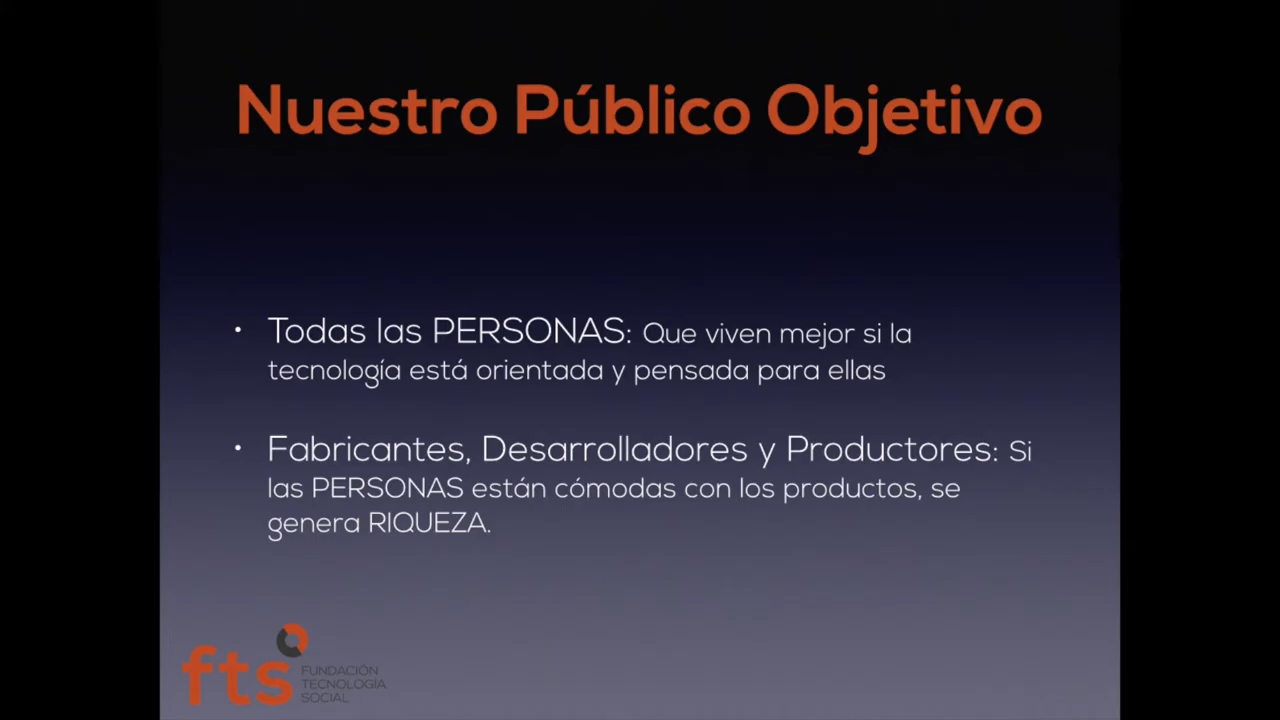 Nuestro Público Objetivo
• Todas las PERSONAS: Que viven mejor si la
tecnología está orientada y pensada para ellas
• Fabricantes, Desarrolladores y Productores: Si
las PERSONAS están cómodas con los productos, se
genera RIQUEZA.
fts
FUNDACIÓN
TECNOLOGÍA
SOCIAL